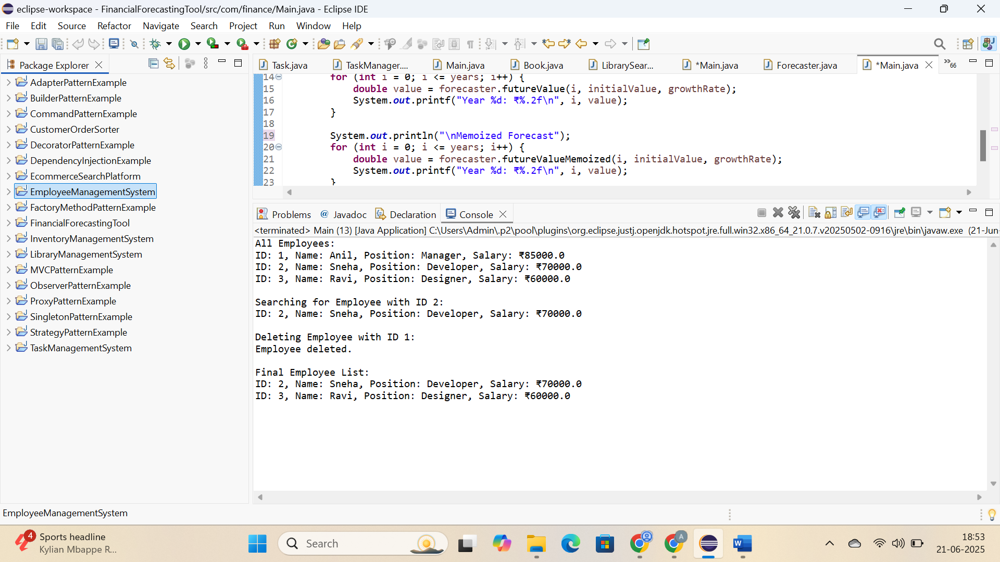 eclipse-workspace - FinancialForecastingTool/src/com/finance/Main.java - Eclipse IDE
File Edit Source Refactor Navigate Search Project Run Window Help
Package Explorer
AdapterPatternExample
BuilderPatternExample
CommandPatternExample
CustomerOrderSorter
DecoratorPatternExample
DependencyInjectionExample
EcommerceSearchPlatform
EmployeeManagementSystem
FactoryMethodPatternExample
FinancialForecastingTool
InventoryManagementSystem
LibraryManagementSystem
MVCPatternExample
ObserverPatternExample
ProxyPatternExample
SingletonPatternExample
StrategyPatternExample
TaskManagementSystem
Task.java TaskManager.... Main.java Book.java LibrarySear... *Main.java Forecaster.java *Main.java »66
14 for (int i = 0; i <= years; i++) {
15 double value = forecaster.futureValue(i, initialValue, growthRate);
16 System.out.printf("Year %d: ₹%.2f\n", i, value);
17 }
18
19 System.out.println("\nMemoized Forecast");
20 for (int i = 0; i <= years; i++) {
21 double value = forecaster.futureValueMemoized(i, initialValue, growthRate);
22 System.out.printf("Year %d: ₹%.2f\n", i, value);
23 }
Problems @ Javadoc Declaration Console
<terminated> Main (13) [Java Application] C:\Users\Admin\.p2\pool\plugins\org.eclipse.justj.openjdk.hotspot.jre.full.win32.x86_64_21.0.7.v20250502-0916\jre\bin\javaw.exe (21-Jun-
All Employees:
ID: 1, Name: Anil, Position: Manager, Salary: ₹85000.0
ID: 2, Name: Sneha, Position: Developer, Salary: ₹70000.0
ID: 3, Name: Ravi, Position: Designer, Salary: ₹60000.0
Searching for Employee with ID 2:
ID: 2, Name: Sneha, Position: Developer, Salary: ₹70000.0
Deleting Employee with ID 1:
Employee deleted.
Final Employee List:
ID: 2, Name: Sneha, Position: Developer, Salary: ₹70000.0
ID: 3, Name: Ravi, Position: Designer, Salary: ₹60000.0
EmployeeManagementSystem
4
Sports headline
Kylian Mbappe R...
Search
A
W
18:53
21-06-2025